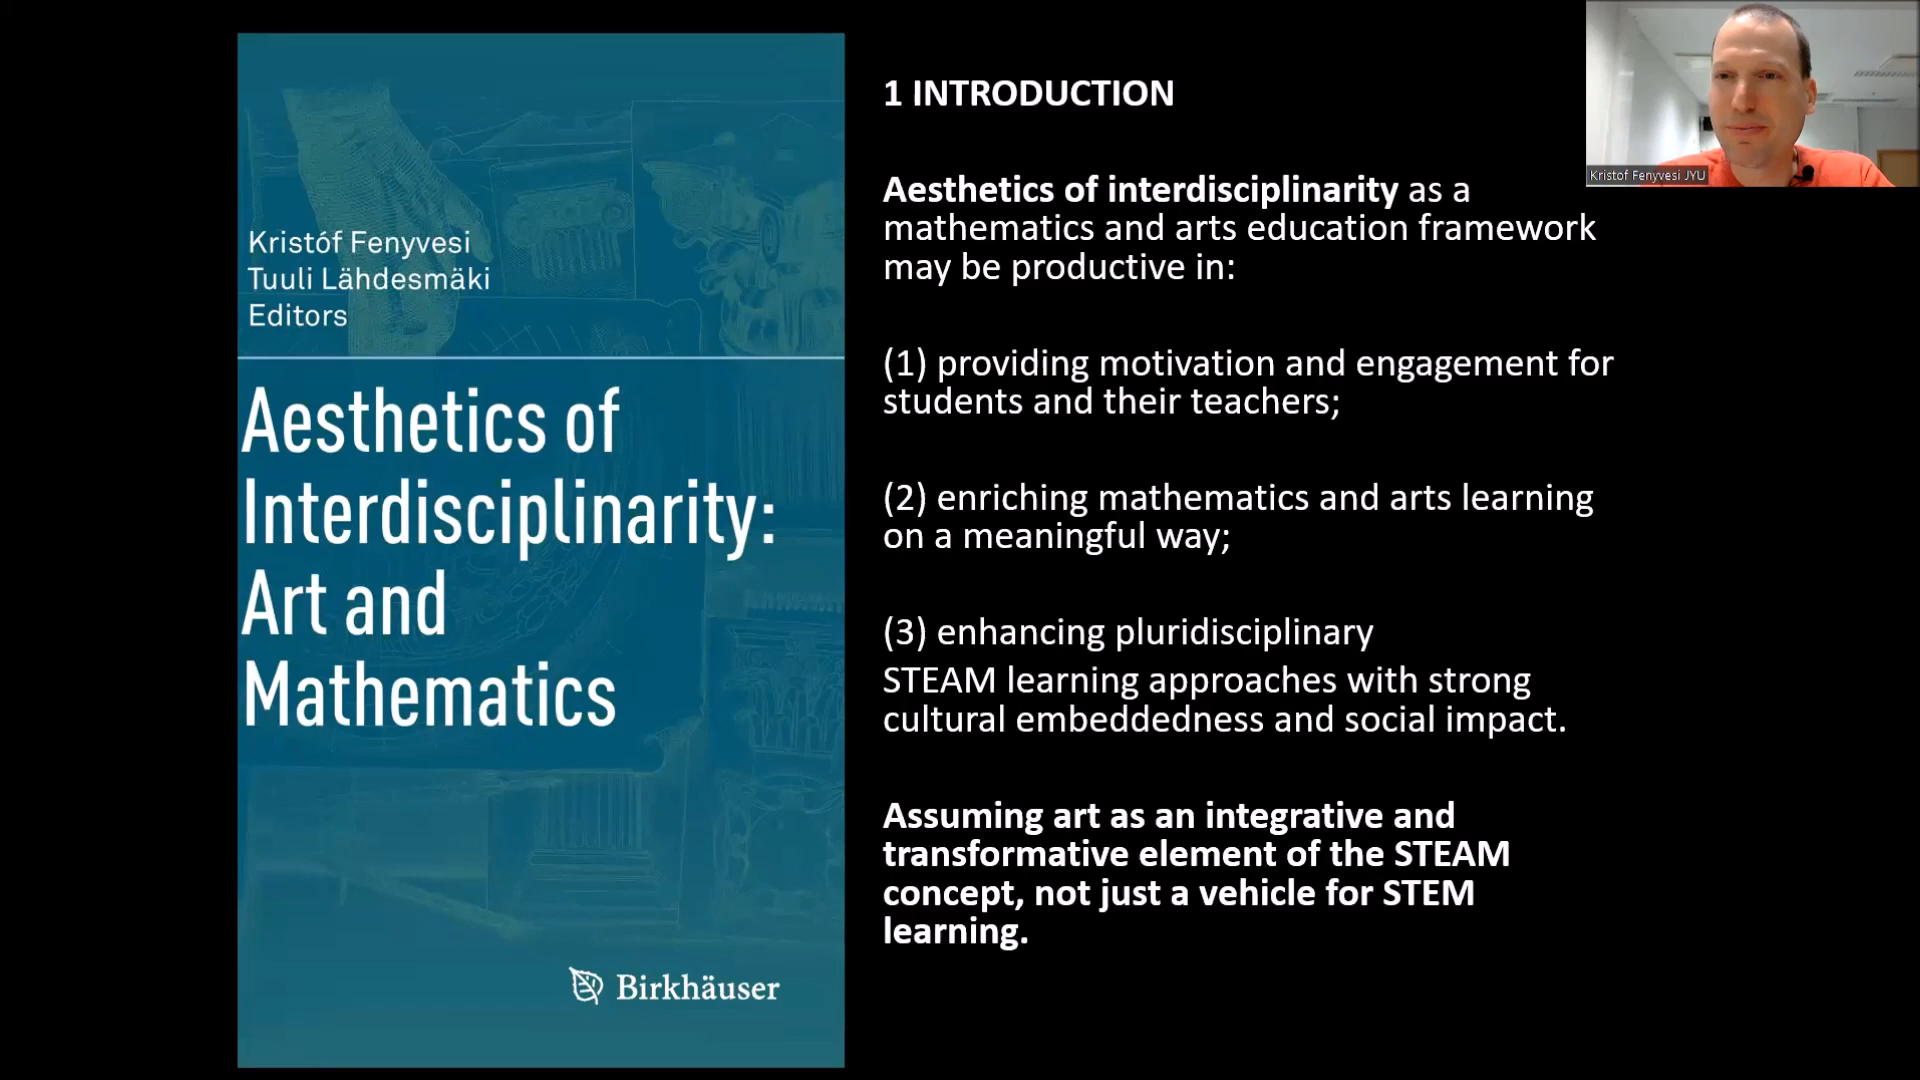 Kristóf Fenyvesi
Tuuli Lähdesmäki
Editors
Aesthetics of
Interdisciplinarity:
Art and
Mathematics
Birkhäuser
1 INTRODUCTION
Aesthetics of interdisciplinarity as a
mathematics and arts education framework
may be productive in:
(1) providing motivation and engagement for
students and their teachers;
(2) enriching mathematics and arts learning
on a meaningful way;
(3) enhancing pluridisciplinary
STEAM learning approaches with strong
cultural embeddedness and social impact.
Assuming art as an integrative and
transformative element of the STEAM
concept, not just a vehicle for STEM
learning.
Kristof Fenyvesi JYU